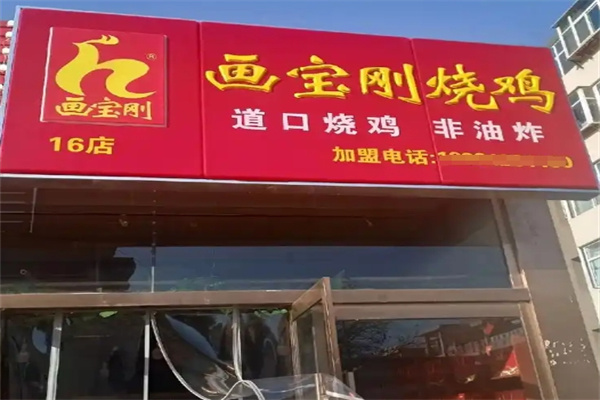 画宝刚
16店
画宝刚烧鸡
道口烧鸡 非油炸
加盟电话: